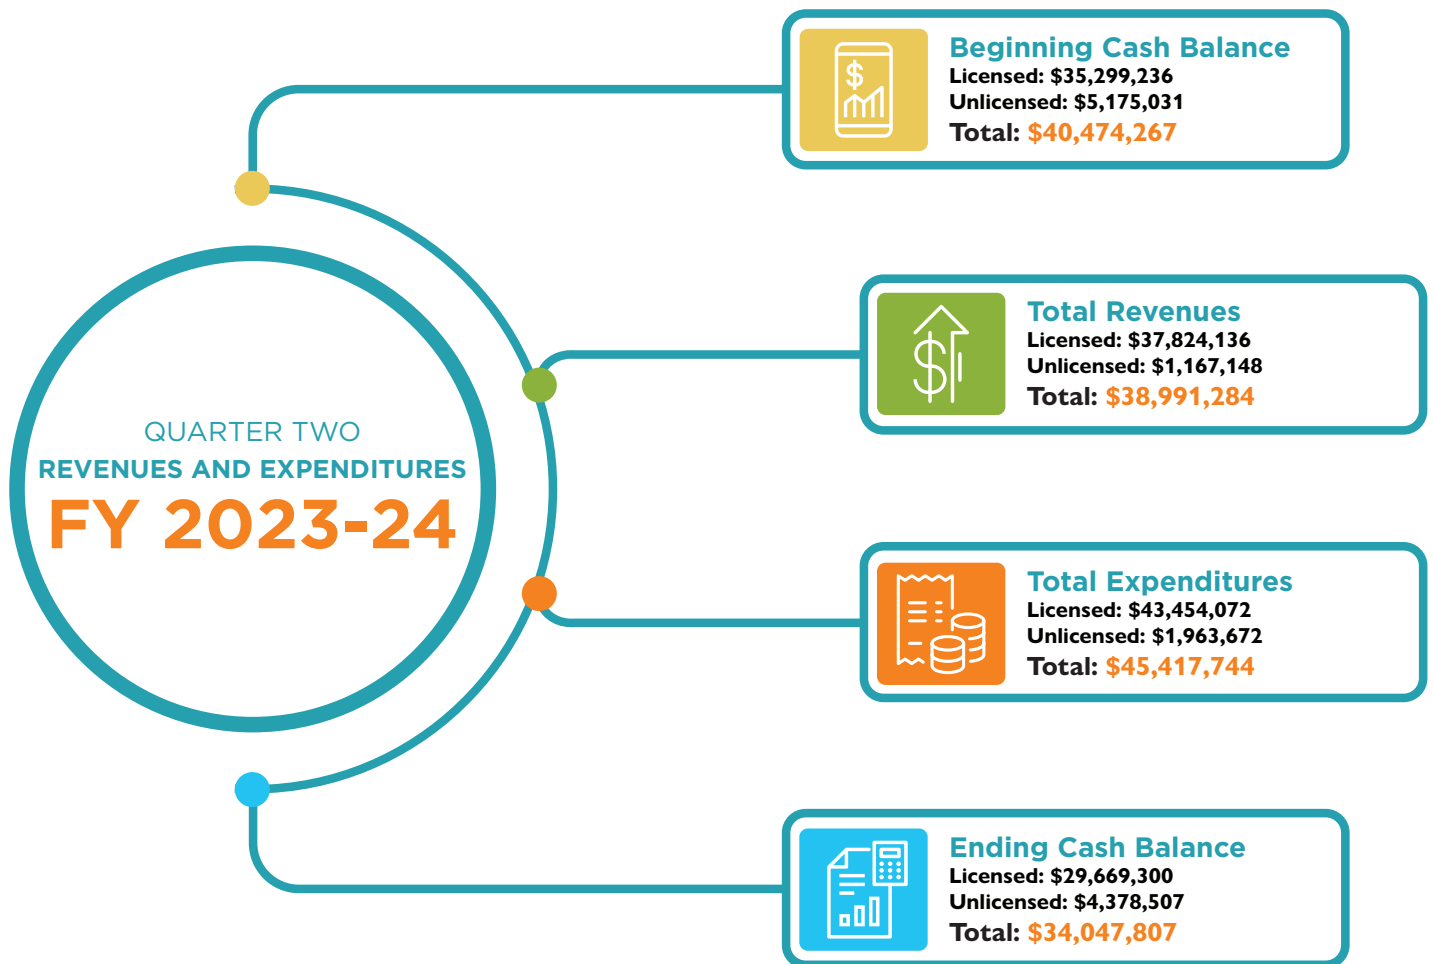 Beginning Cash Balance
Licensed: $35,299,236
Unlicensed: $5,175,031
Total: $40,474,267
Total Revenues
Licensed: $37,824,136
Unlicensed: $1,167,148
Total: $38,991,284
QUARTER TWO
REVENUES AND EXPENDITURES
FY 2023-24
Total Expenditures
Licensed: $43,454,072
Unlicensed: $1,963,672
Total: $45,417,744
Ending Cash Balance
Licensed: $29,669,300
Unlicensed: $4,378,507
Total: $34,047,807